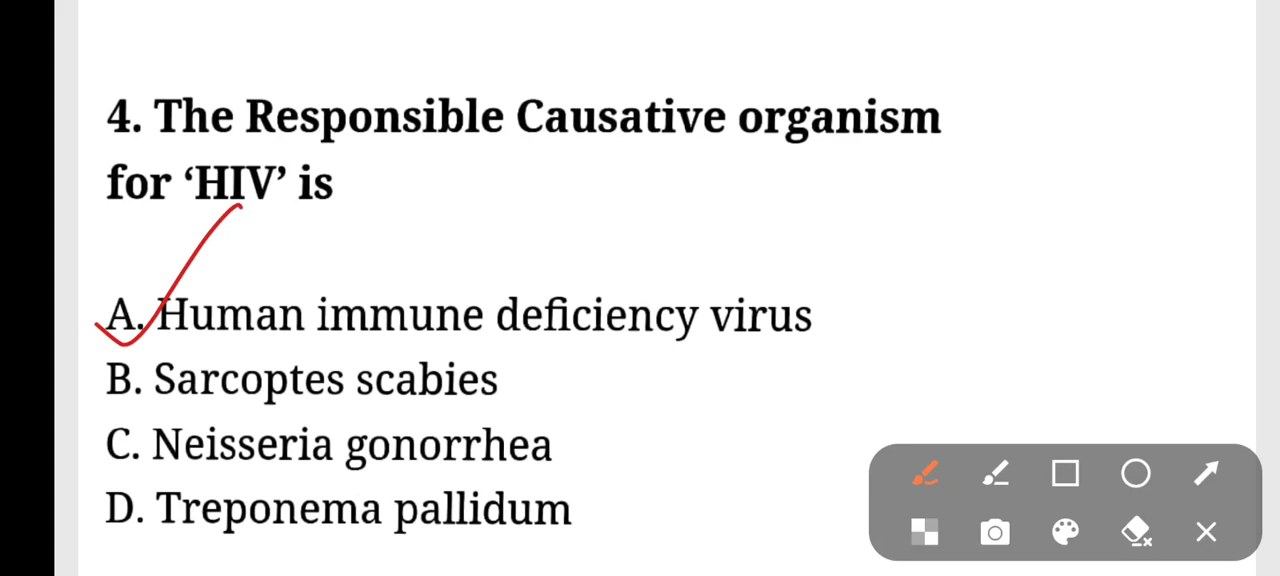 4. The Responsible Causative organism
for ‘HIV’ is
A. Human immune deficiency virus
B. Sarcoptes scabies
C. Neisseria gonorrhea
D. Treponema pallidum